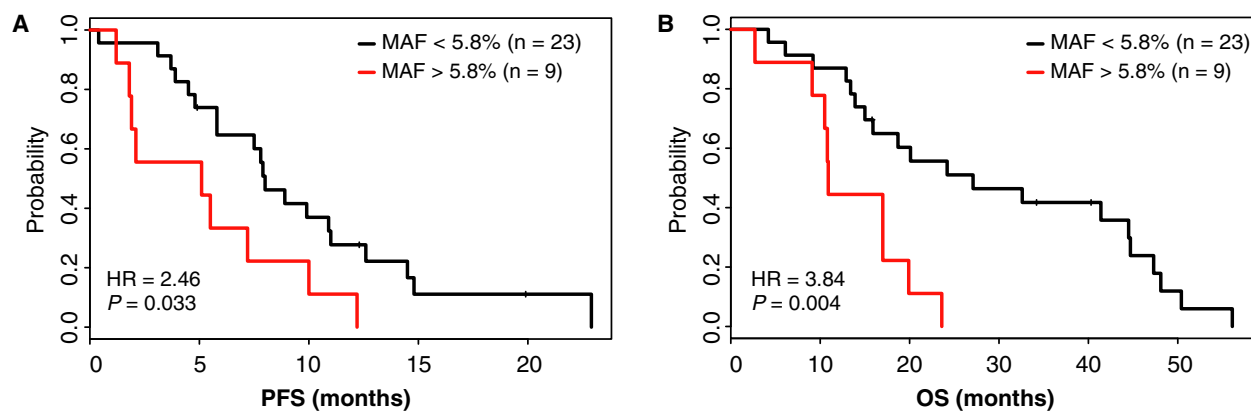 A
MAF < 5.8% (n = 23)
MAF > 5.8% (n = 9)
Probability
1.0
0.8
0.6
0.4
0.2
0.0
HR = 2.46
P = 0.033
0 5 10 15 20
PFS (months)
B
MAF < 5.8% (n = 23)
MAF > 5.8% (n = 9)
Probability
1.0
0.8
0.6
0.4
0.2
0.0
HR = 3.84
P = 0.004
0 10 20 30 40 50
OS (months)